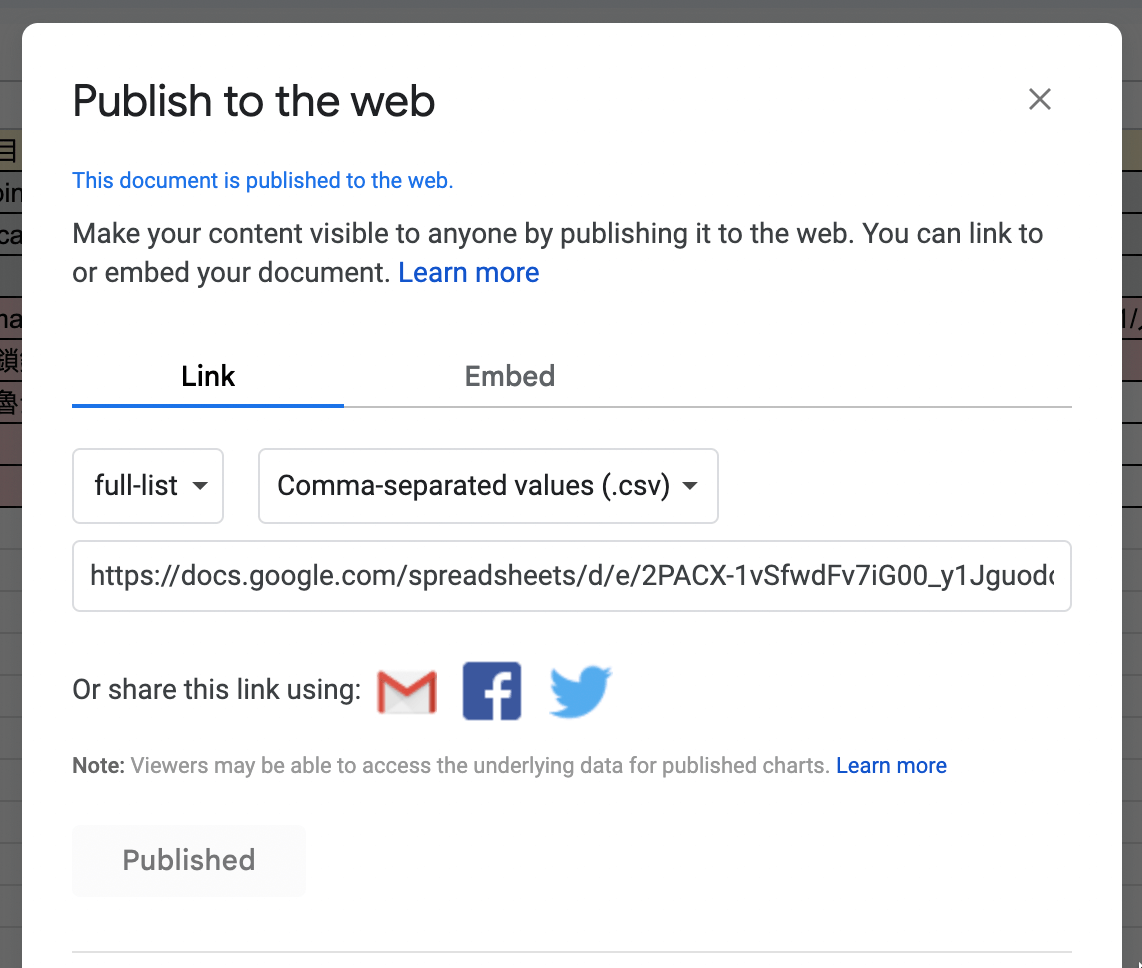 Publish to the web
This document is published to the web.
Make your content visible to anyone by publishing it to the web. You can link to
or embed your document. Learn more
Link Embed
full-list Comma-separated values (.csv)
https://docs.google.com/spreadsheets/d/e/2PACX-1vSfwdFv7iG00_y1Jguod
Or share this link using:
Note: Viewers may be able to access the underlying data for published charts. Learn more
Published